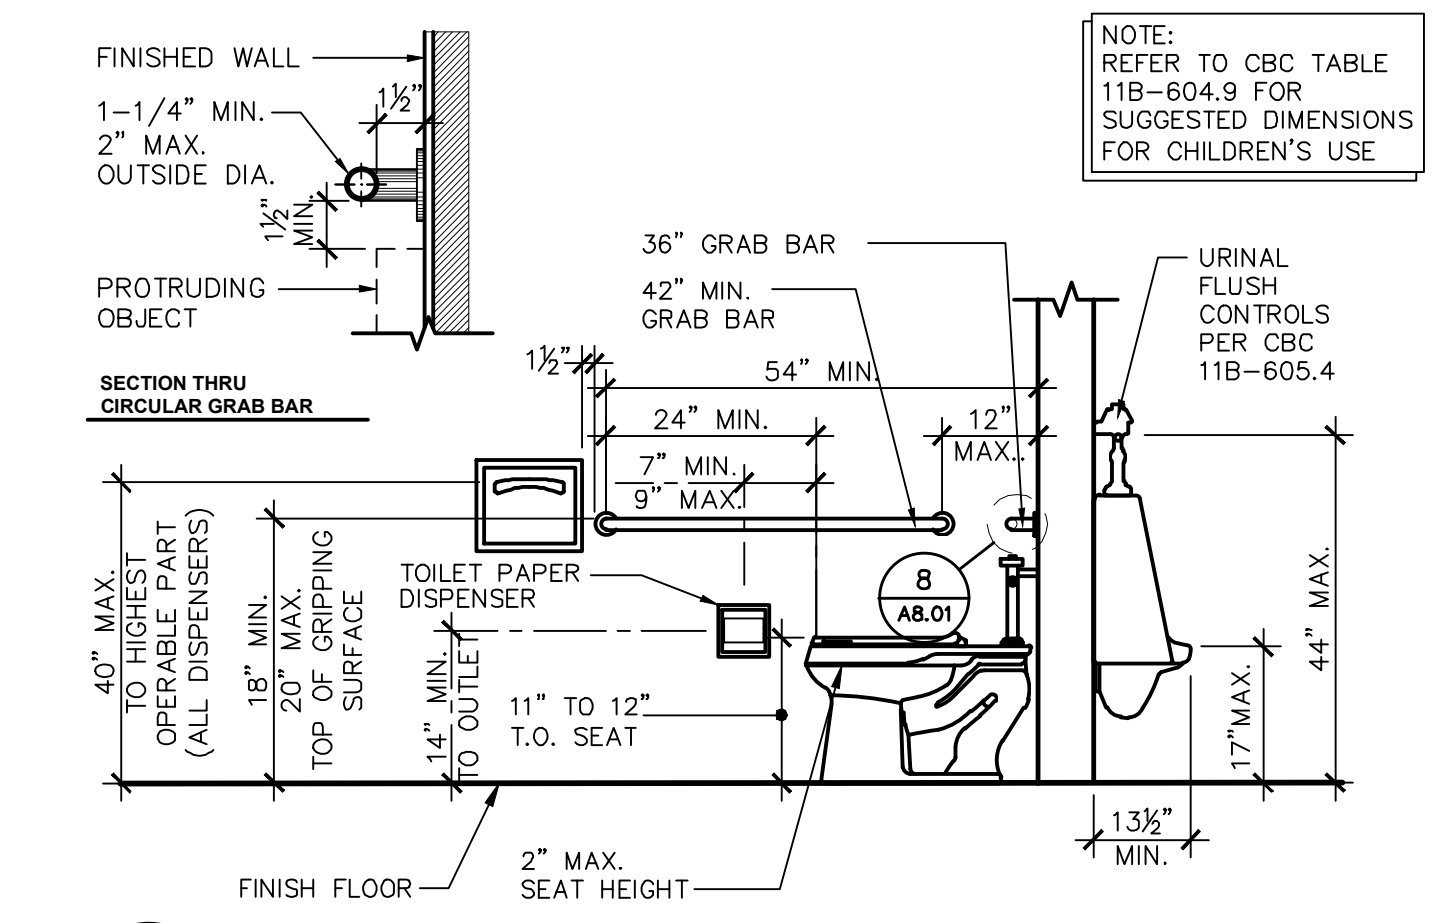 FINISHED WALL
1-1/4" MIN.
2" MAX.
OUTSIDE DIA.
1½"
1½"
MIN.
PROTRUDING
OBJECT
SECTION THRU
CIRCULAR GRAB BAR
NOTE:
REFER TO CBC TABLE
11B-604.9 FOR
SUGGESTED DIMENSIONS
FOR CHILDREN'S USE
36" GRAB BAR
42" MIN.
GRAB BAR
URINAL
FLUSH
CONTROLS
PER CBC
11B-605.4
1½"
54" MIN.
24" MIN.
12"
MAX..
7" MIN.
9" MAX.
TOILET PAPER
DISPENSER
8
A8.01
40" MAX.
TO HIGHEST
OPERABLE PART
(ALL DISPENSERS)
18" MIN.
20" MAX.
TOP OF GRIPPING
SURFACE
14" MIN.
TO OUTLET
11" TO 12"
T.O. SEAT
17"MAX.
44" MAX.
13½"
MIN.
2" MAX.
SEAT HEIGHT
FINISH FLOOR